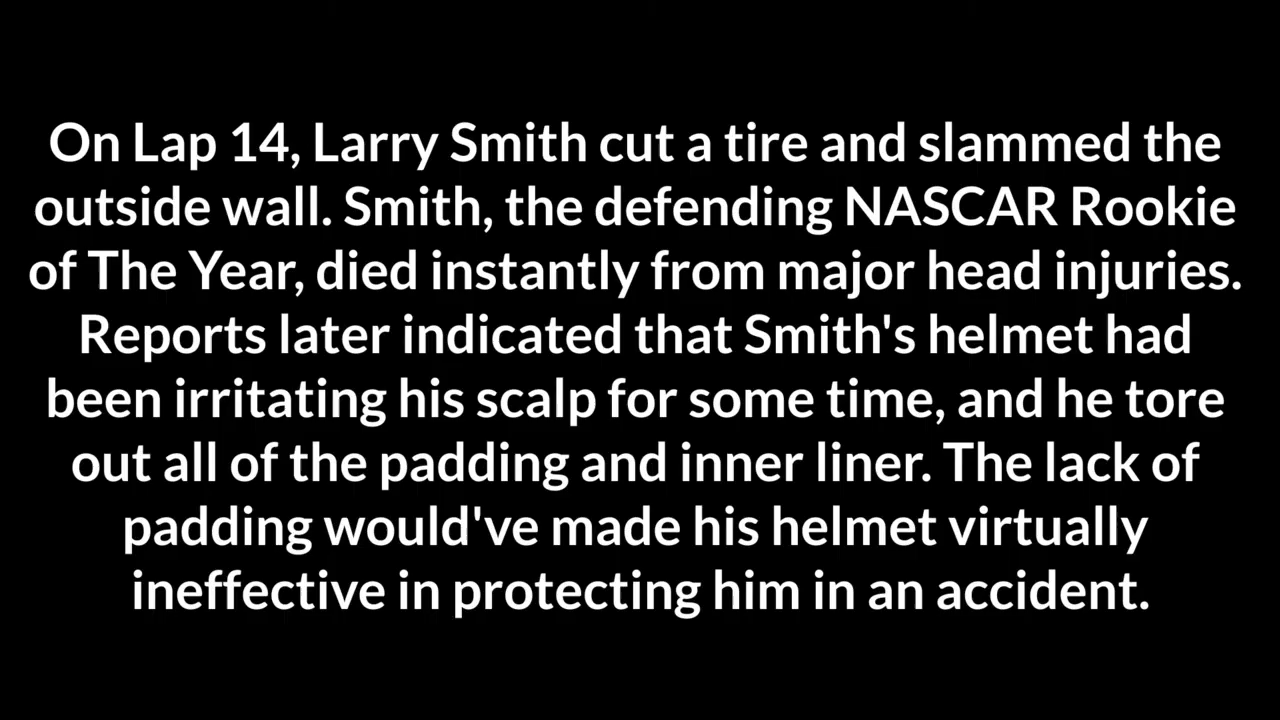 On Lap 14, Larry Smith cut a tire and slammed the
outside wall. Smith, the defending NASCAR Rookie
of The Year, died instantly from major head injuries.
Reports later indicated that Smith's helmet had
been irritating his scalp for some time, and he tore
out all of the padding and inner liner. The lack of
padding would've made his helmet virtually
ineffective in protecting him in an accident.